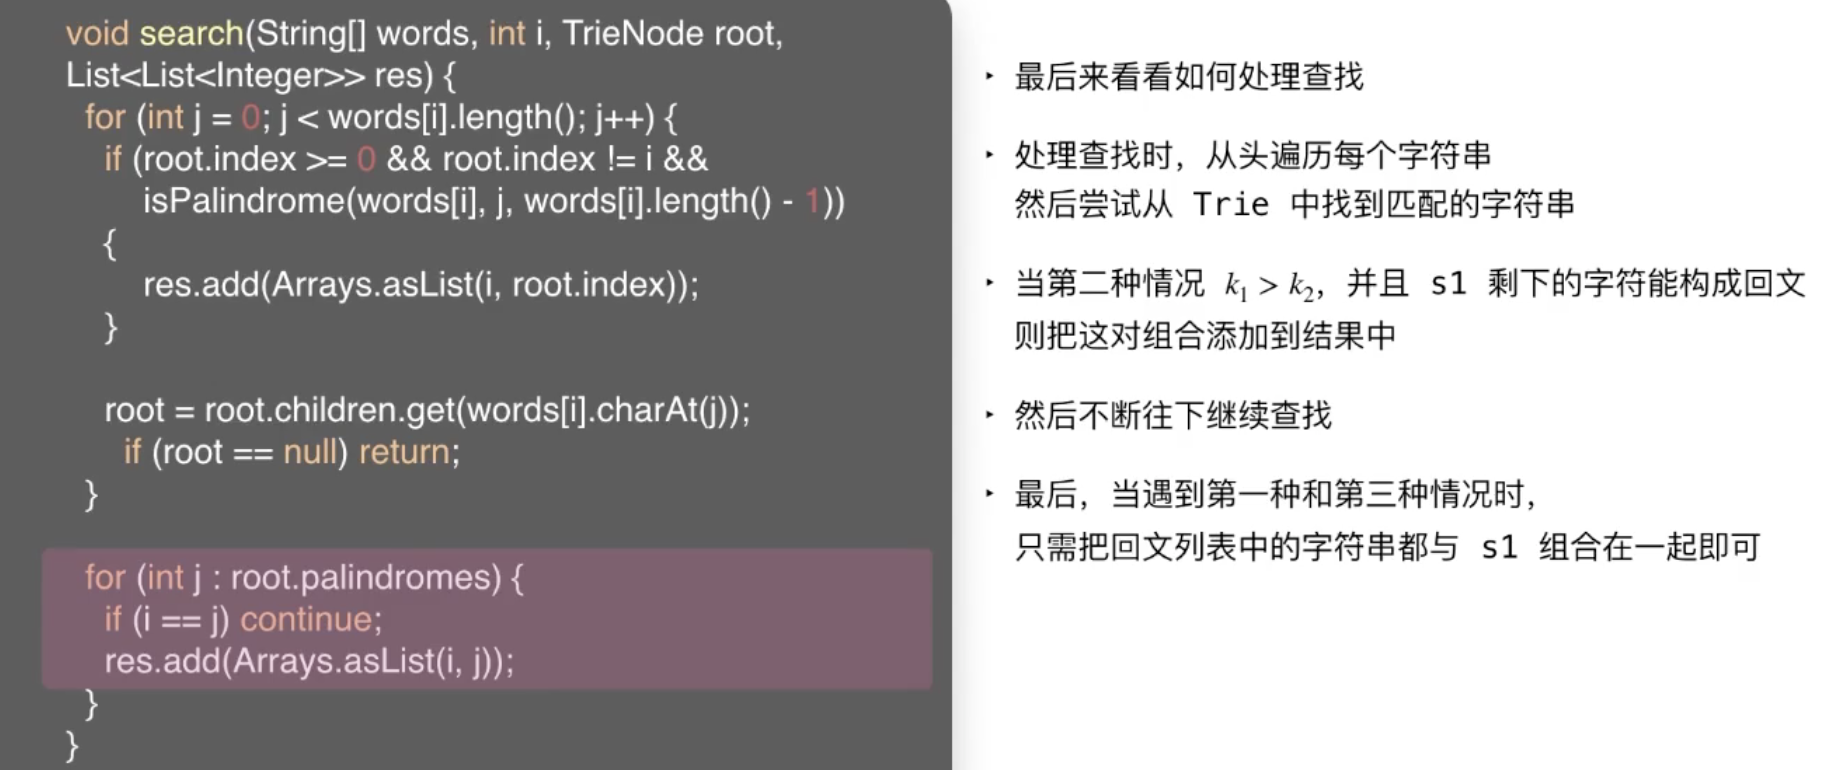 void search(String[] words, int i, TrieNode root,
List<List<Integer>> res) {
for (int j = 0; j < words[i].length(); j++) {
if (root.index >= 0 && root.index != i &&
isPalindrome(words[i], j, words[i].length() - 1))
{
res.add(Arrays.asList(i, root.index));
}
root = root.children.get(words[i].charAt(j));
if (root == null) return;
}
for (int j : root.palindromes) {
if (i == j) continue;
res.add(Arrays.asList(i, j));
}
}
‣ 最后来看看如何处理查找
‣ 处理查找时，从头遍历每个字符串
然后尝试从 Trie 中找到匹配的字符串
‣ 当第二种情况 k₁ > k₂，并且 s1 剩下的字符能构成回文
则把这对组合添加到结果中
‣ 然后不断往下继续查找
‣ 最后，当遇到第一种和第三种情况时，
只需把回文列表中的字符串都与 s1 组合在一起即可